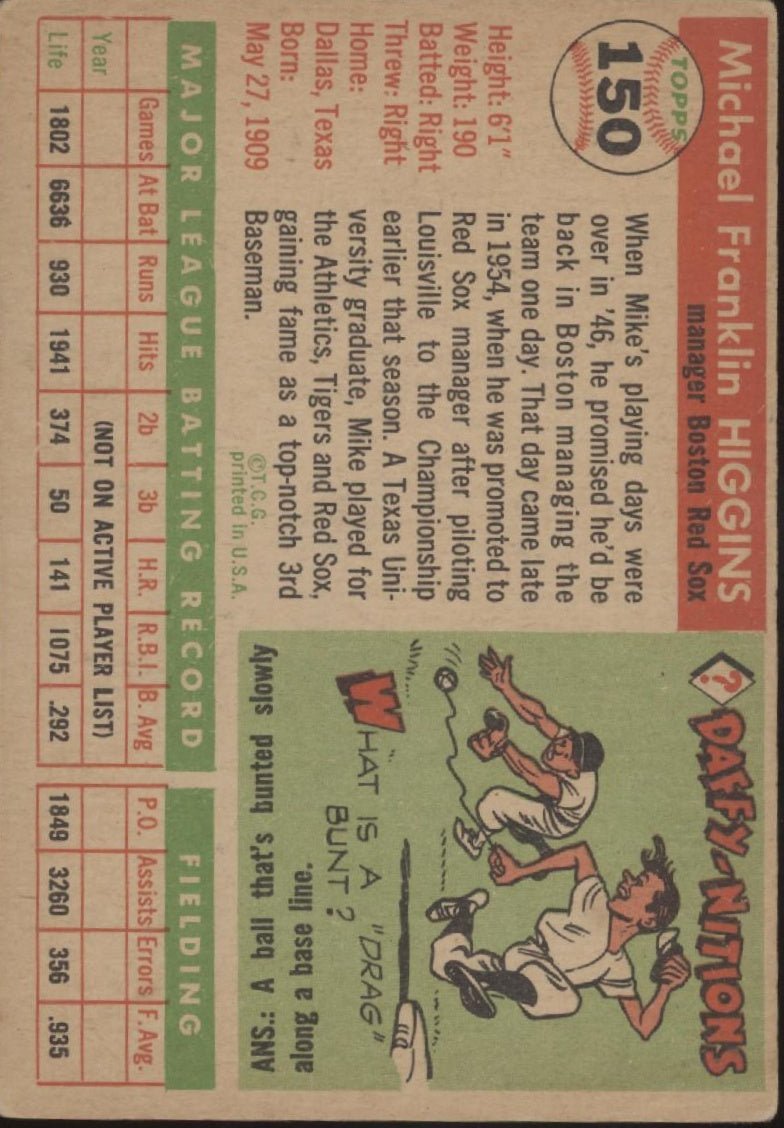 TOPPS
150
Michael Franklin HIGGINS
manager Boston Red Sox
Height: 6'1"
Weight: 190
Batted: Right
Threw: Right
Home:
Dallas, Texas
Born:
May 27, 1909
When Mike's playing days were
over in '46, he promised he'd be
back in Boston managing the
team one day. That day came late
in 1954, when he was promoted to
Red Sox manager after piloting
Louisville to the Championship
earlier that season. A Texas Uni-
versity graduate, Mike played for
the Athletics, Tigers and Red Sox,
gaining fame as a top-notch 3rd
Baseman.
©T.C.G.
printed in U.S.A.
?
DAFFY-NITIONS
WHAT IS A "DRAG"
BUNT?
ANS.: A ball that's bunted slowly
along a base line.
MAJOR LEAGUE BATTING RECORD FIELDING
Games At Bat Runs Hits 2b 3b H.R. R.B.I. B. Avg P.O. Assists Errors F. Avg.
Year (NOT ON ACTIVE PLAYER LIST)
Life 1802 6636 930 1941 374 50 141 1075 .292 1849 3260 356 .935